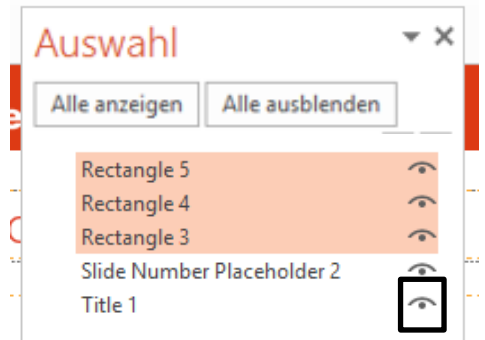 Auswahl
Alle anzeigen Alle ausblenden
Rectangle 5
Rectangle 4
Rectangle 3
Slide Number Placeholder 2
Title 1